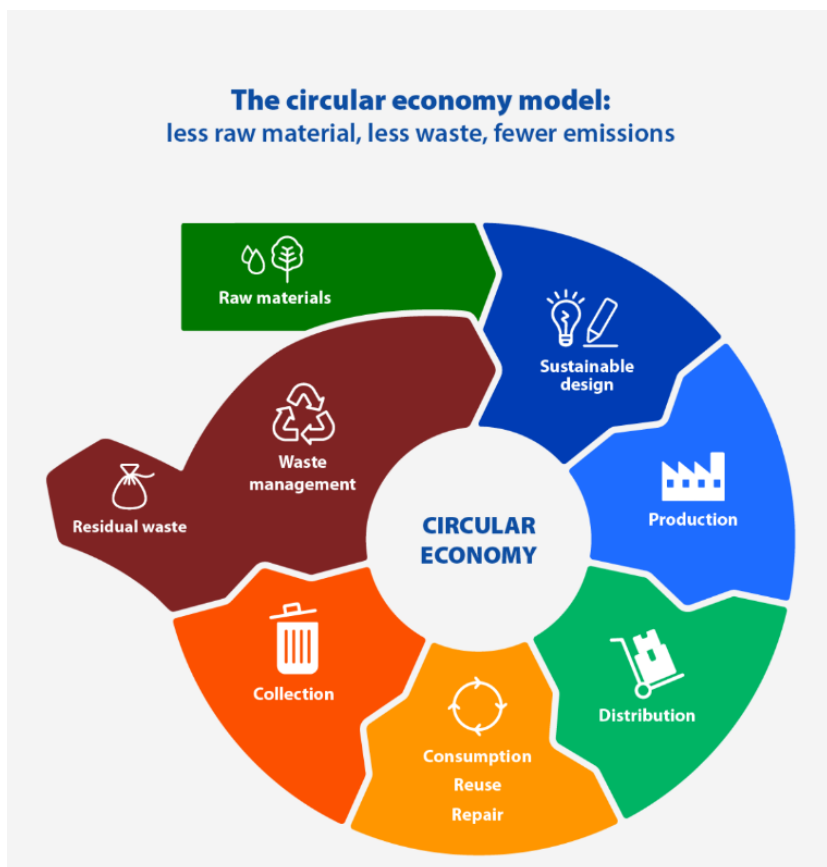 The circular economy model:
less raw material, less waste, fewer emissions
Raw materials
Sustainable
design
Production
Distribution
Consumption
Reuse
Repair
Collection
Waste
management
Residual waste
CIRCULAR
ECONOMY